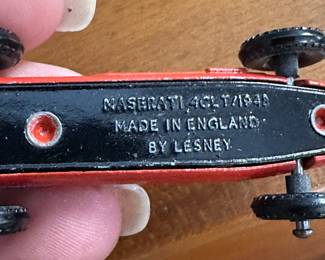 MASERATI 4CLT/1948
MADE IN ENGLAND
BY LESNEY